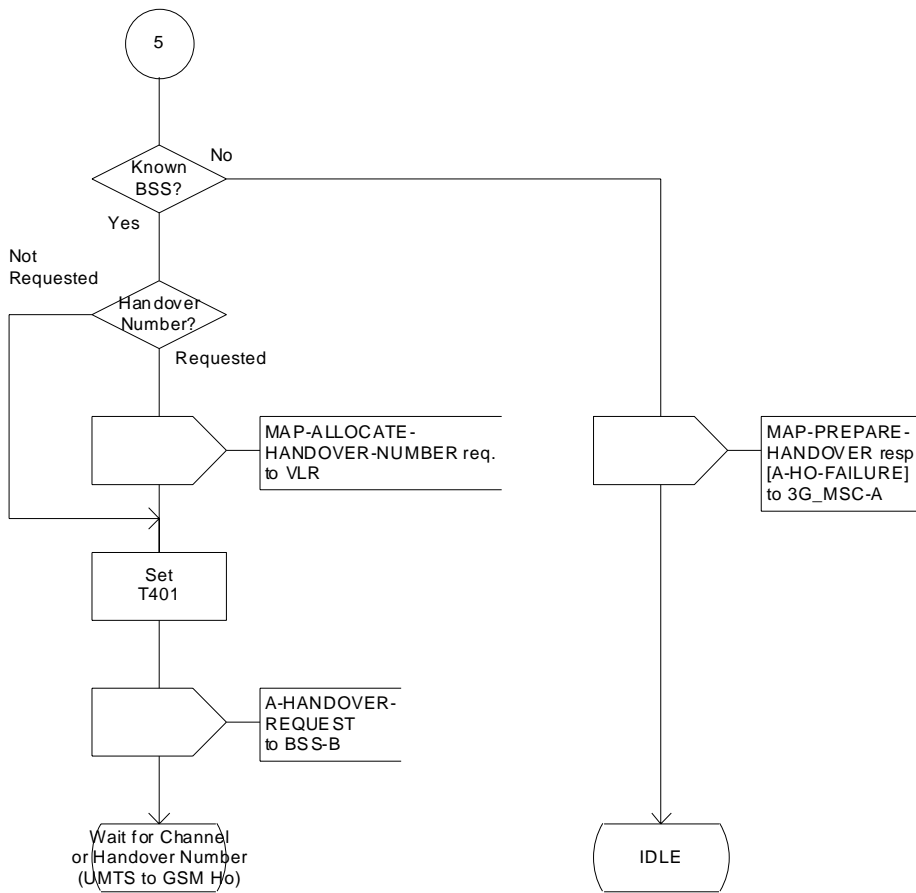 5
Known
BSS?
No
Yes
Not
Requested
Handover
Number?
Requested
MAP-ALLOCATE-
HANDOVER-NUMBER req.
to VLR
MAP-PREPARE-
HANDOVER resp
[A-HO-FAILURE]
to 3G_MSC-A
Set
T401
A-HANDOVER-
REQUEST
to BSS-B
Wait for Channel
or Handover Number
(UMTS to GSM Ho)
IDLE